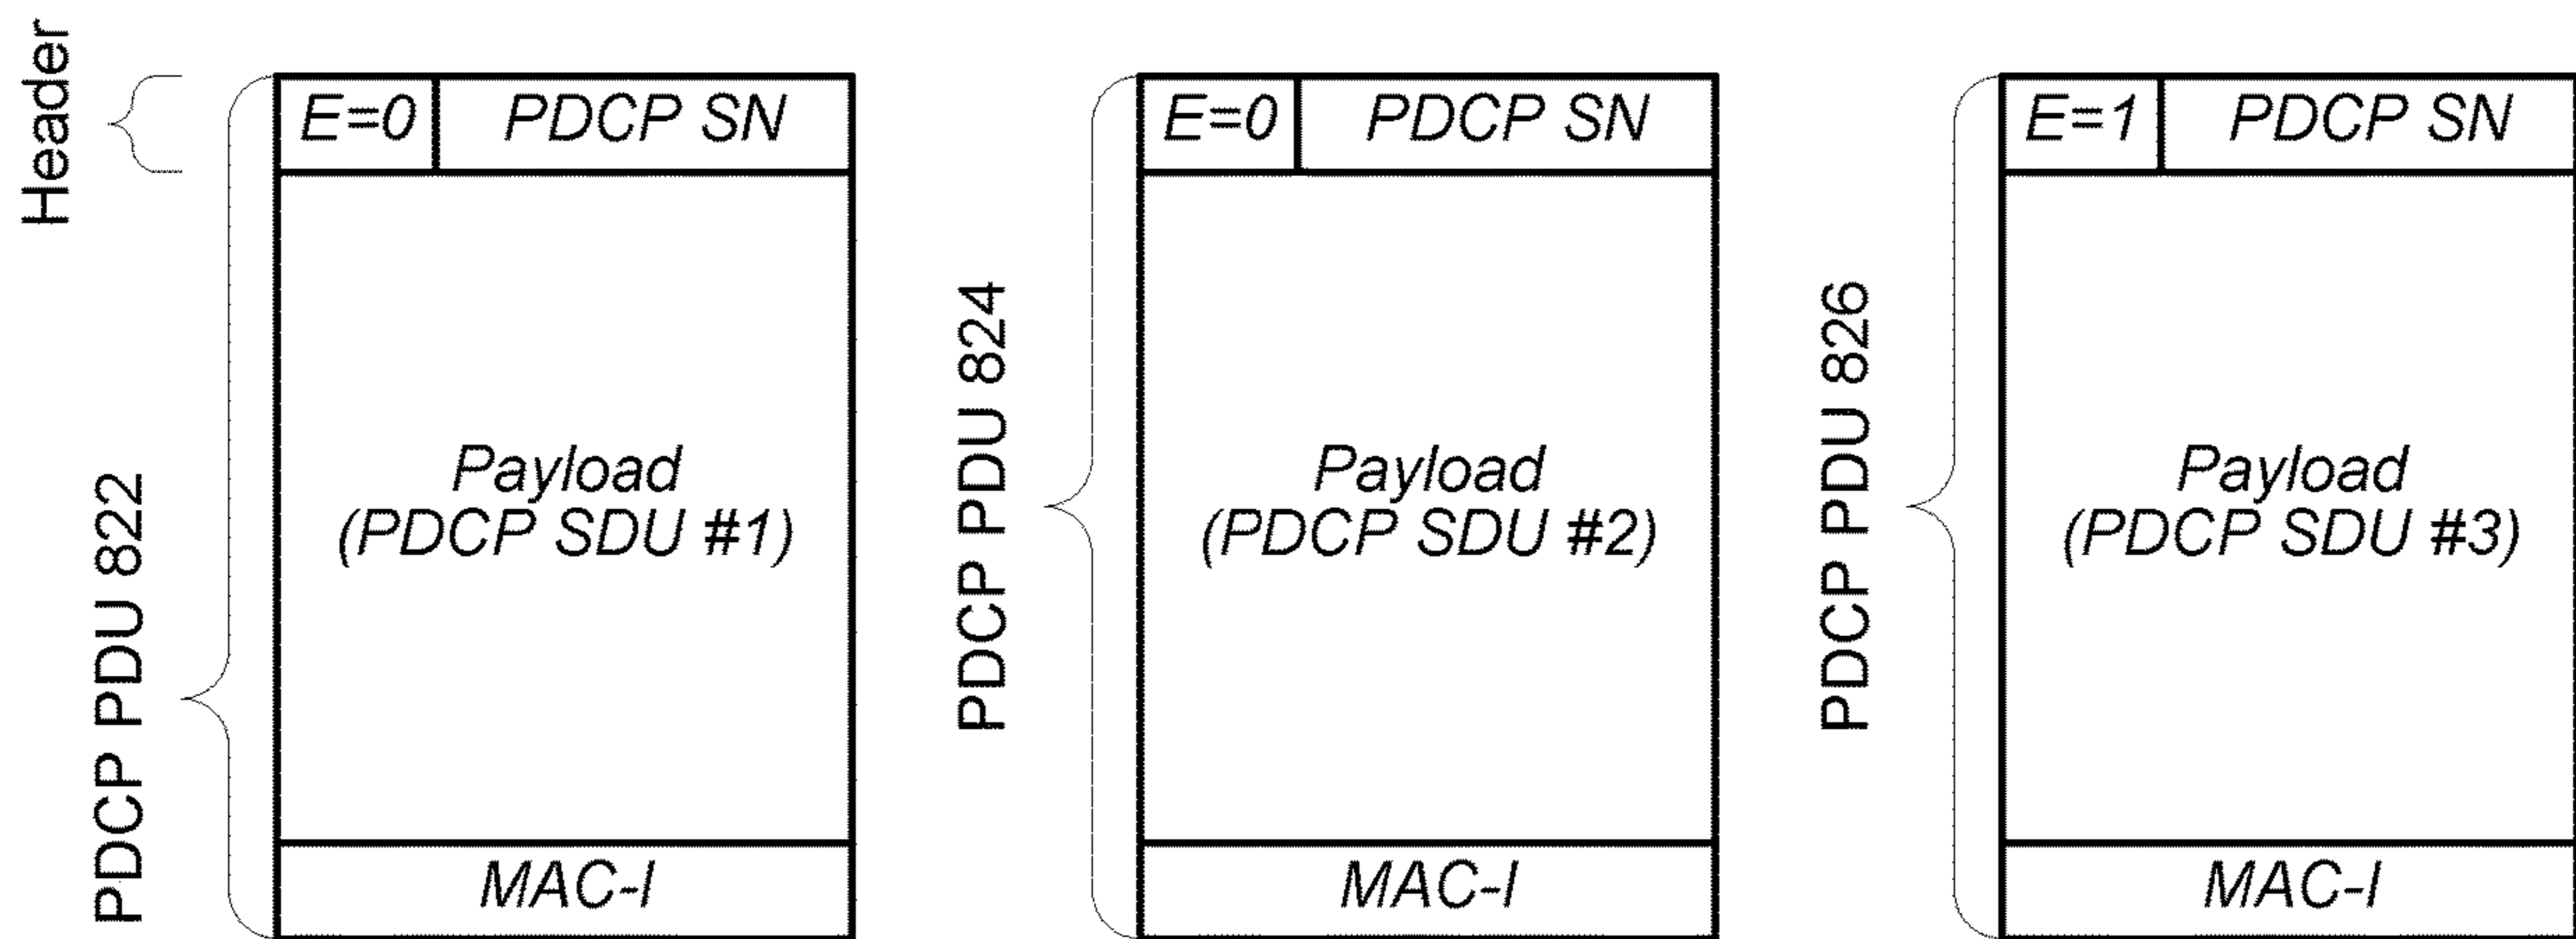 Header
PDCP PDU 822
E=0 PDCP SN
Payload
(PDCP SDU #1)
MAC-I
PDCP PDU 824
E=0 PDCP SN
Payload
(PDCP SDU #2)
MAC-I
PDCP PDU 826
E=1 PDCP SN
Payload
(PDCP SDU #3)
MAC-I